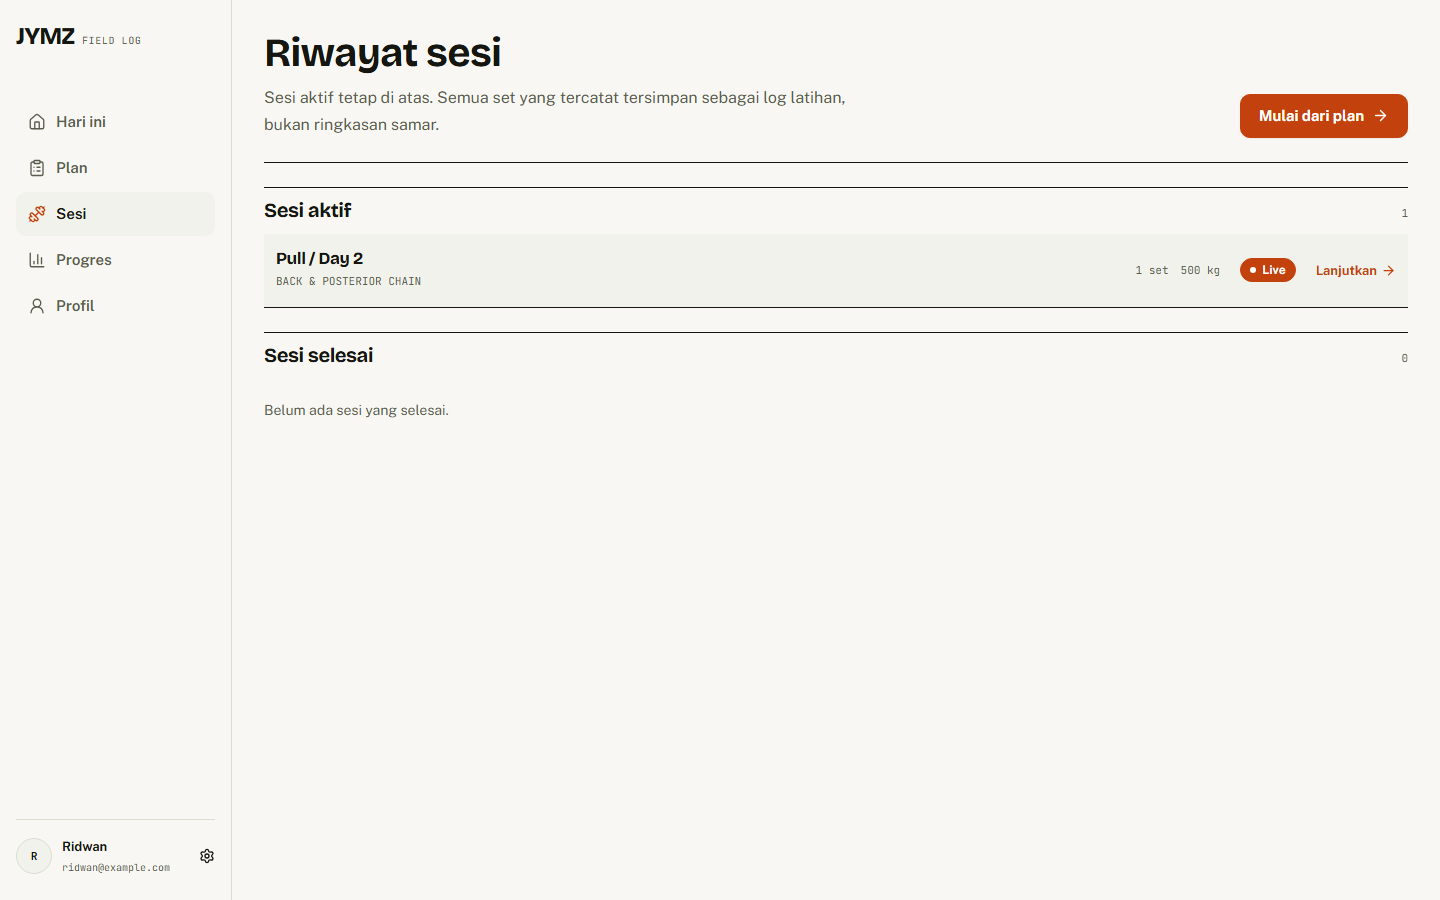 JYMZ FIELD LOG
Hari ini
Plan
Sesi
Progres
Profil
Ridwan
R
ridwan@example.com
Riwayat sesi
Sesi aktif tetap di atas. Semua set yang tercatat tersimpan sebagai log latihan,
bukan ringkasan samar.
Mulai dari plan
Sesi aktif
1
Pull / Day 2
BACK & POSTERIOR CHAIN
1 set 500 kg
Live
Lanjutkan
Sesi selesai
0
Belum ada sesi yang selesai.